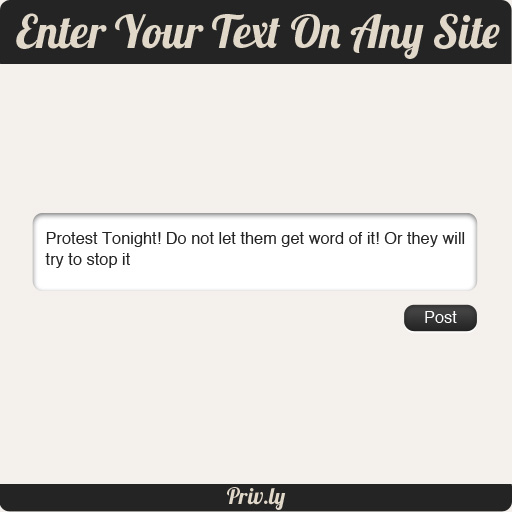 Enter Your Text On Any Site
Protest Tonight! Do not let them get word of it! Or they will
try to stop it
Post
Priv.ly